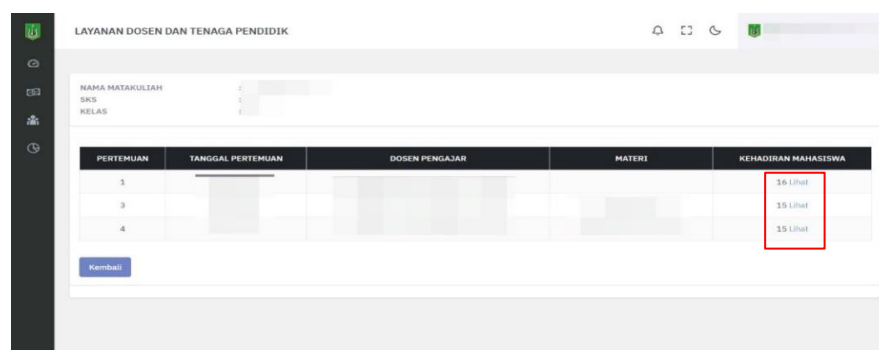 LAYANAN DOSEN DAN TENAGA PENDIDIK
NAMA MATAKULIAH :
SKS :
KELAS :
PERTEMUAN TANGGAL PERTEMUAN DOSEN PENGAJAR MATERI KEHADIRAN MAHASISWA
1 16 Lihat
3 15 Lihat
4 15 Lihat
Kembali